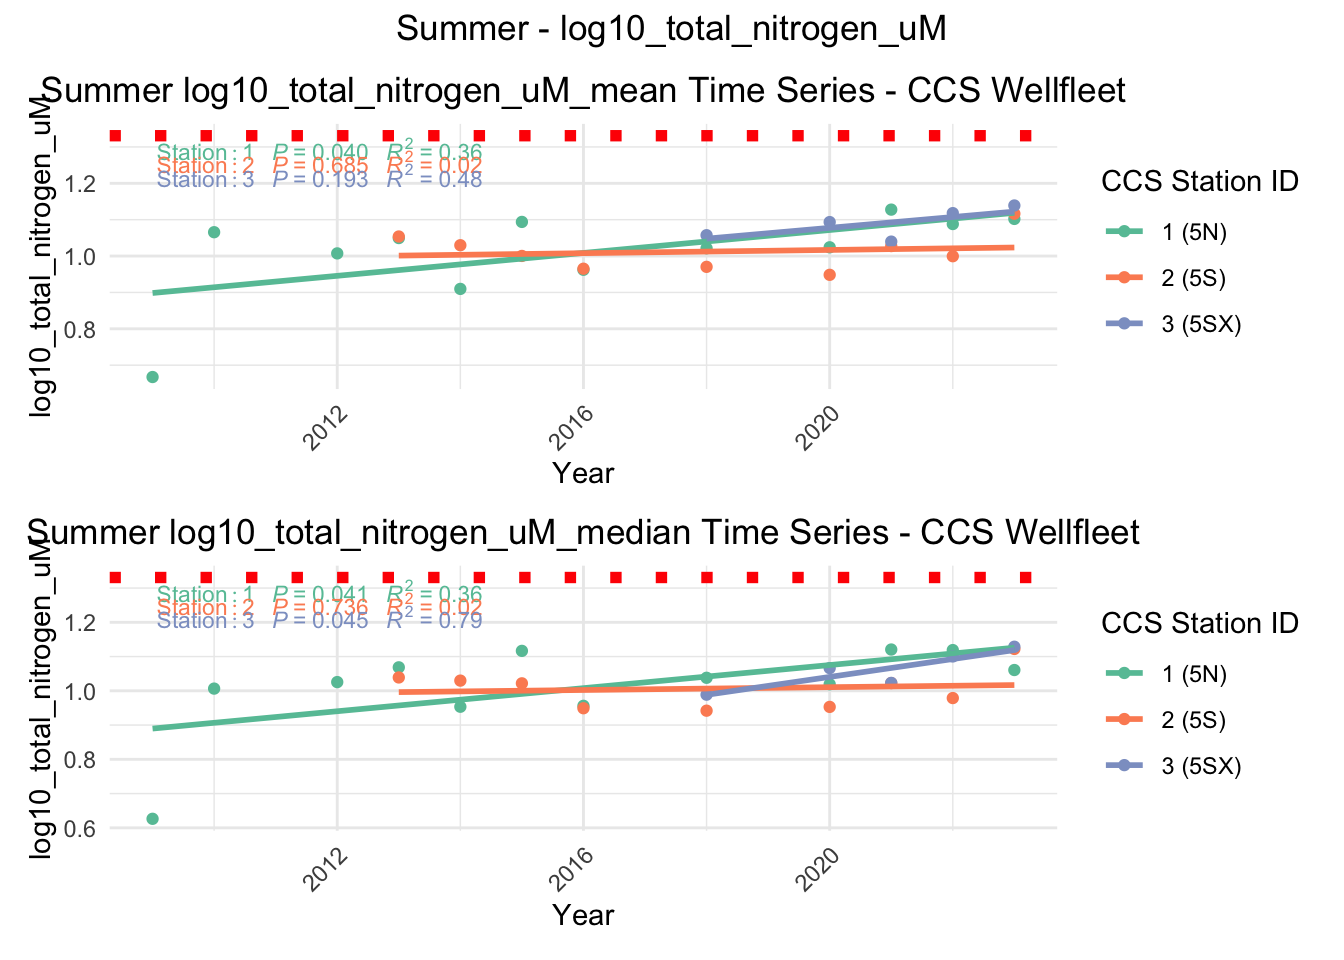 Summer - log10_total_nitrogen_uM
Summer log10_total_nitrogen_uM_mean Time Series - CCS Wellfleet
log10_total_nitrogen_uM
Station : 1 P = 0.040 R² = 0.36
Station : 2 P = 0.685 R² = 0.02
Station : 3 P = 0.193 R² = 0.48
1.2
1.0
0.8
2012
2016
2020
Year
CCS Station ID
1 (5N)
2 (5S)
3 (5SX)
Summer log10_total_nitrogen_uM_median Time Series - CCS Wellfleet
log10_total_nitrogen_uM
Station : 1 P = 0.041 R² = 0.36
Station : 2 P = 0.736 R² = 0.02
Station : 3 P = 0.045 R² = 0.79
1.2
1.0
0.8
0.6
2012
2016
2020
Year
CCS Station ID
1 (5N)
2 (5S)
3 (5SX)